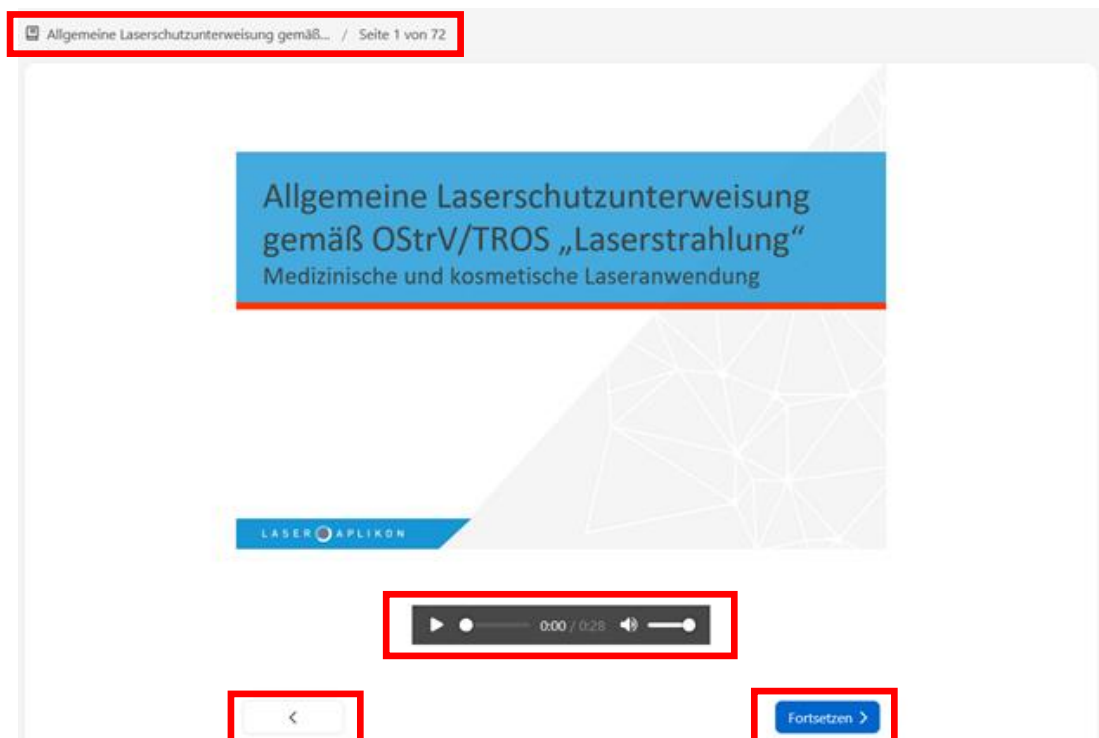 Allgemeine Laserschutzunterweisung gemäß... / Seite 1 von 72
Allgemeine Laserschutzunterweisung
gemäß OStrV/TROS „Laserstrahlung“
Medizinische und kosmetische Laseranwendung
LASER APLIKON
0:00 / 0:28
Fortsetzen